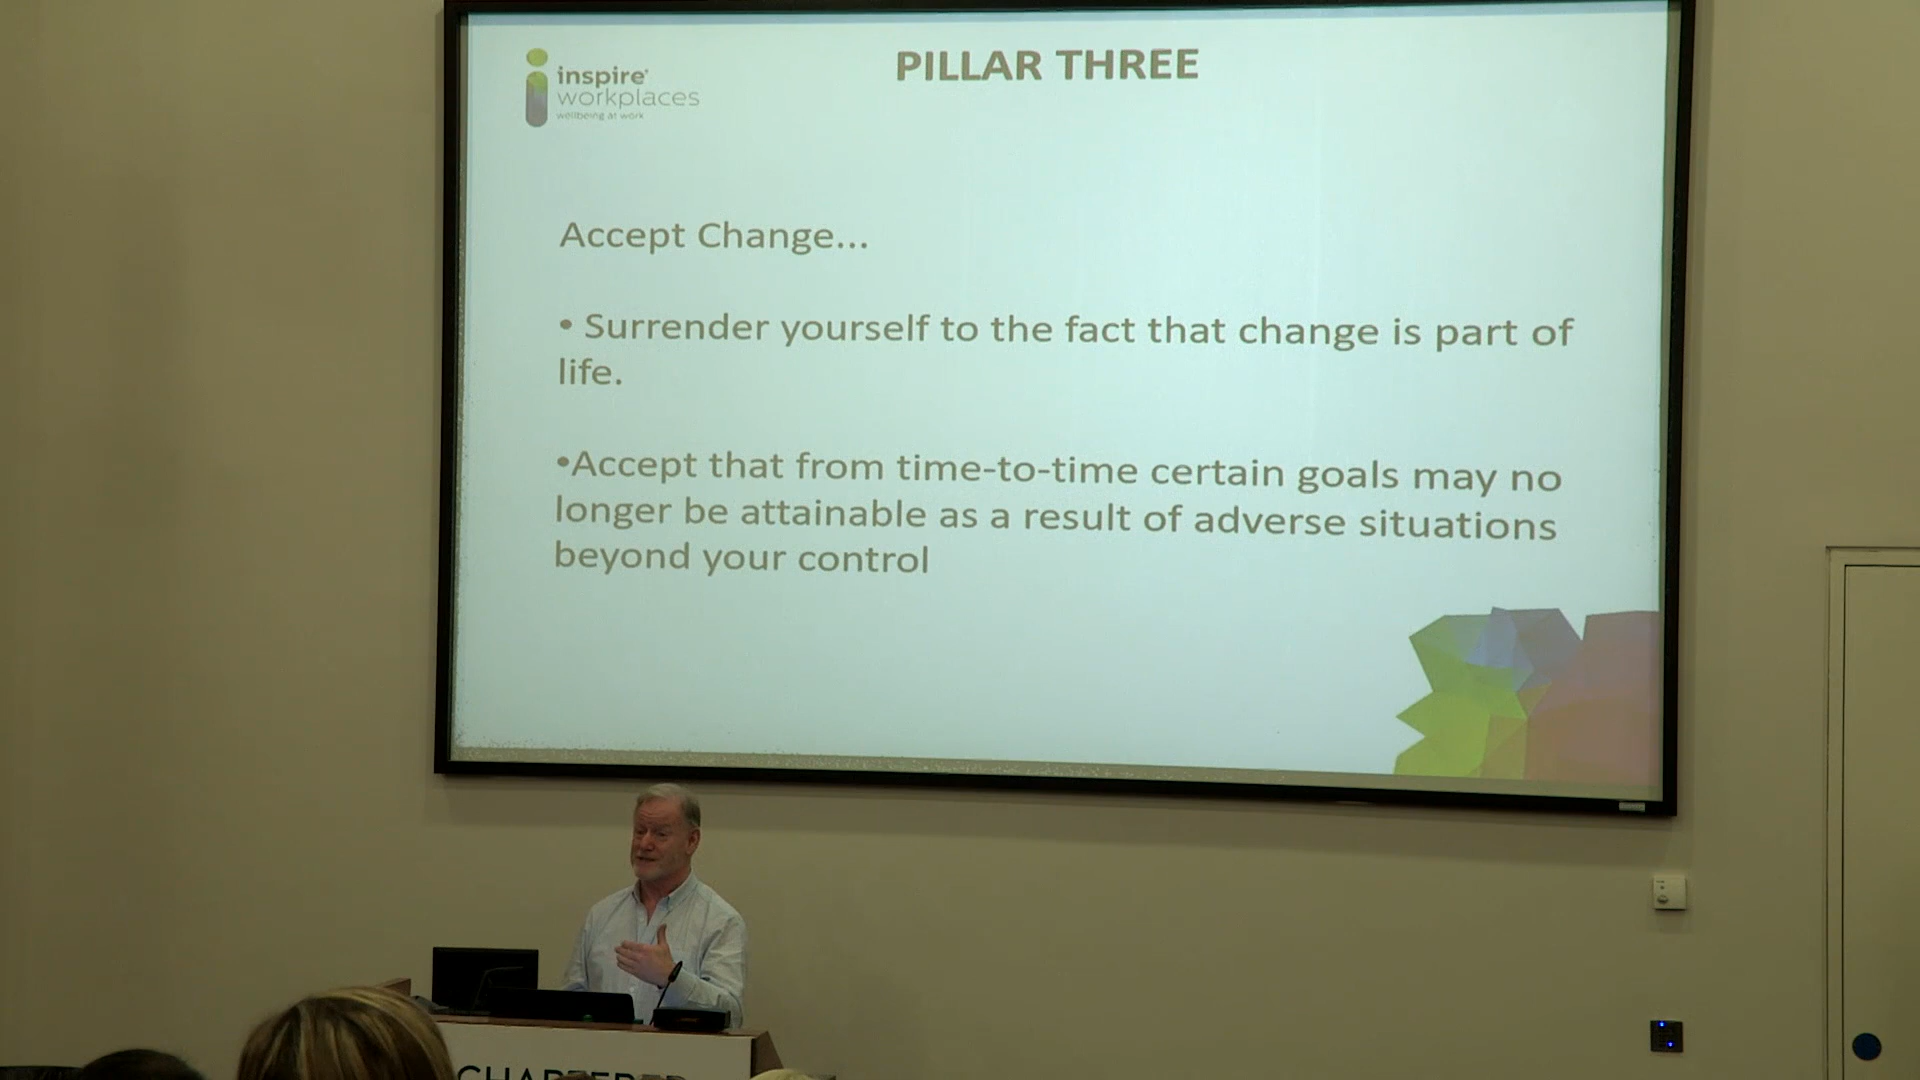 inspire
workplaces
wellbeing at work
PILLAR THREE
Accept Change...
• Surrender yourself to the fact that change is part of
life.
•Accept that from time-to-time certain goals may no
longer be attainable as a result of adverse situations
beyond your control
CHARTERED